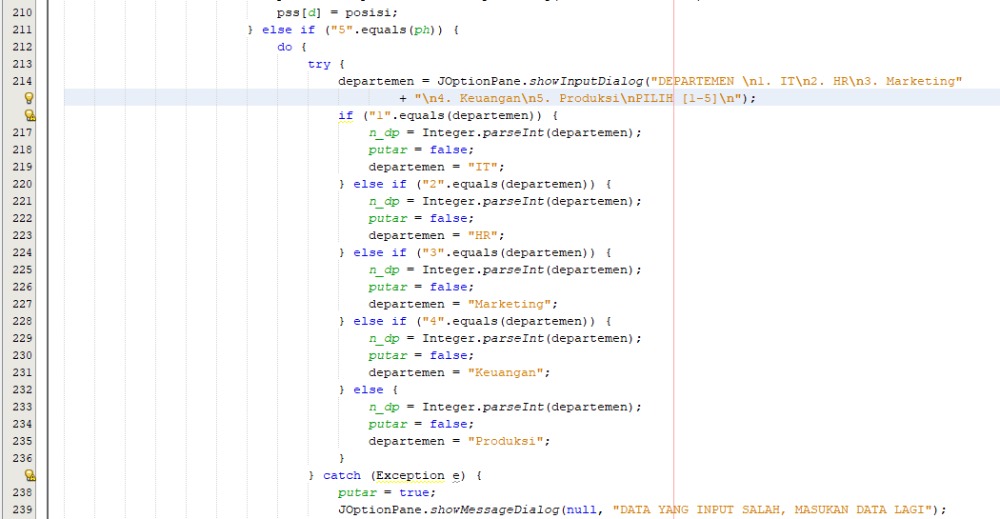 210 pss[d] = posisi;
211 } else if ("5".equals(ph)) {
212 do {
213 try {
214 departemen = JOptionPane.showInputDialog("DEPARTEMEN \n1. IT\n2. HR\n3. Marketing"
+ "\n4. Keuangan\n5. Produksi\nPILIH [1-5]\n");
if ("1".equals(departemen)) {
217 n_dp = Integer.parseInt(departemen);
218 putar = false;
219 departemen = "IT";
220 } else if ("2".equals(departemen)) {
221 n_dp = Integer.parseInt(departemen);
222 putar = false;
223 departemen = "HR";
224 } else if ("3".equals(departemen)) {
225 n_dp = Integer.parseInt(departemen);
226 putar = false;
227 departemen = "Marketing";
228 } else if ("4".equals(departemen)) {
229 n_dp = Integer.parseInt(departemen);
230 putar = false;
231 departemen = "Keuangan";
232 } else {
233 n_dp = Integer.parseInt(departemen);
234 putar = false;
235 departemen = "Produksi";
236 }
} catch (Exception e) {
238 putar = true;
239 JOptionPane.showMessageDialog(null, "DATA YANG INPUT SALAH, MASUKAN DATA LAGI");